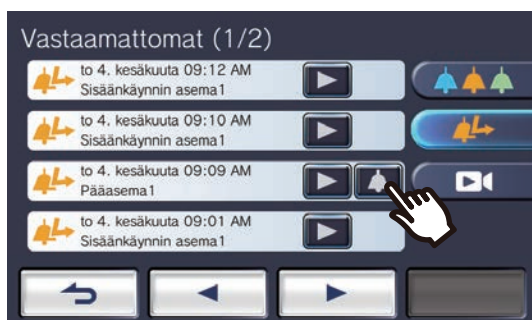 Vastaamattomat (1/2)
to 4. kesäkuuta 09:12 AM
Sisäänkäynnin asema1
to 4. kesäkuuta 09:10 AM
Sisäänkäynnin asema1
to 4. kesäkuuta 09:09 AM
Pääasema1
to 4. kesäkuuta 09:01 AM
Sisäänkäynnin asema1